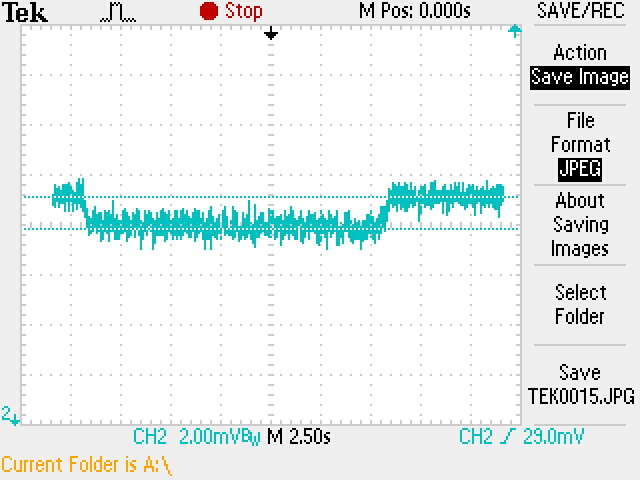 Tek Stop M Pos: 0.000s SAVE/REC
Action
Save Image
File
Format
JPEG
About
Saving
Images
Select
Folder
Save
TEK0015.JPG
2
CH2 2.00mVBw M 2.50s CH2 29.0mV
Current Folder is A:\